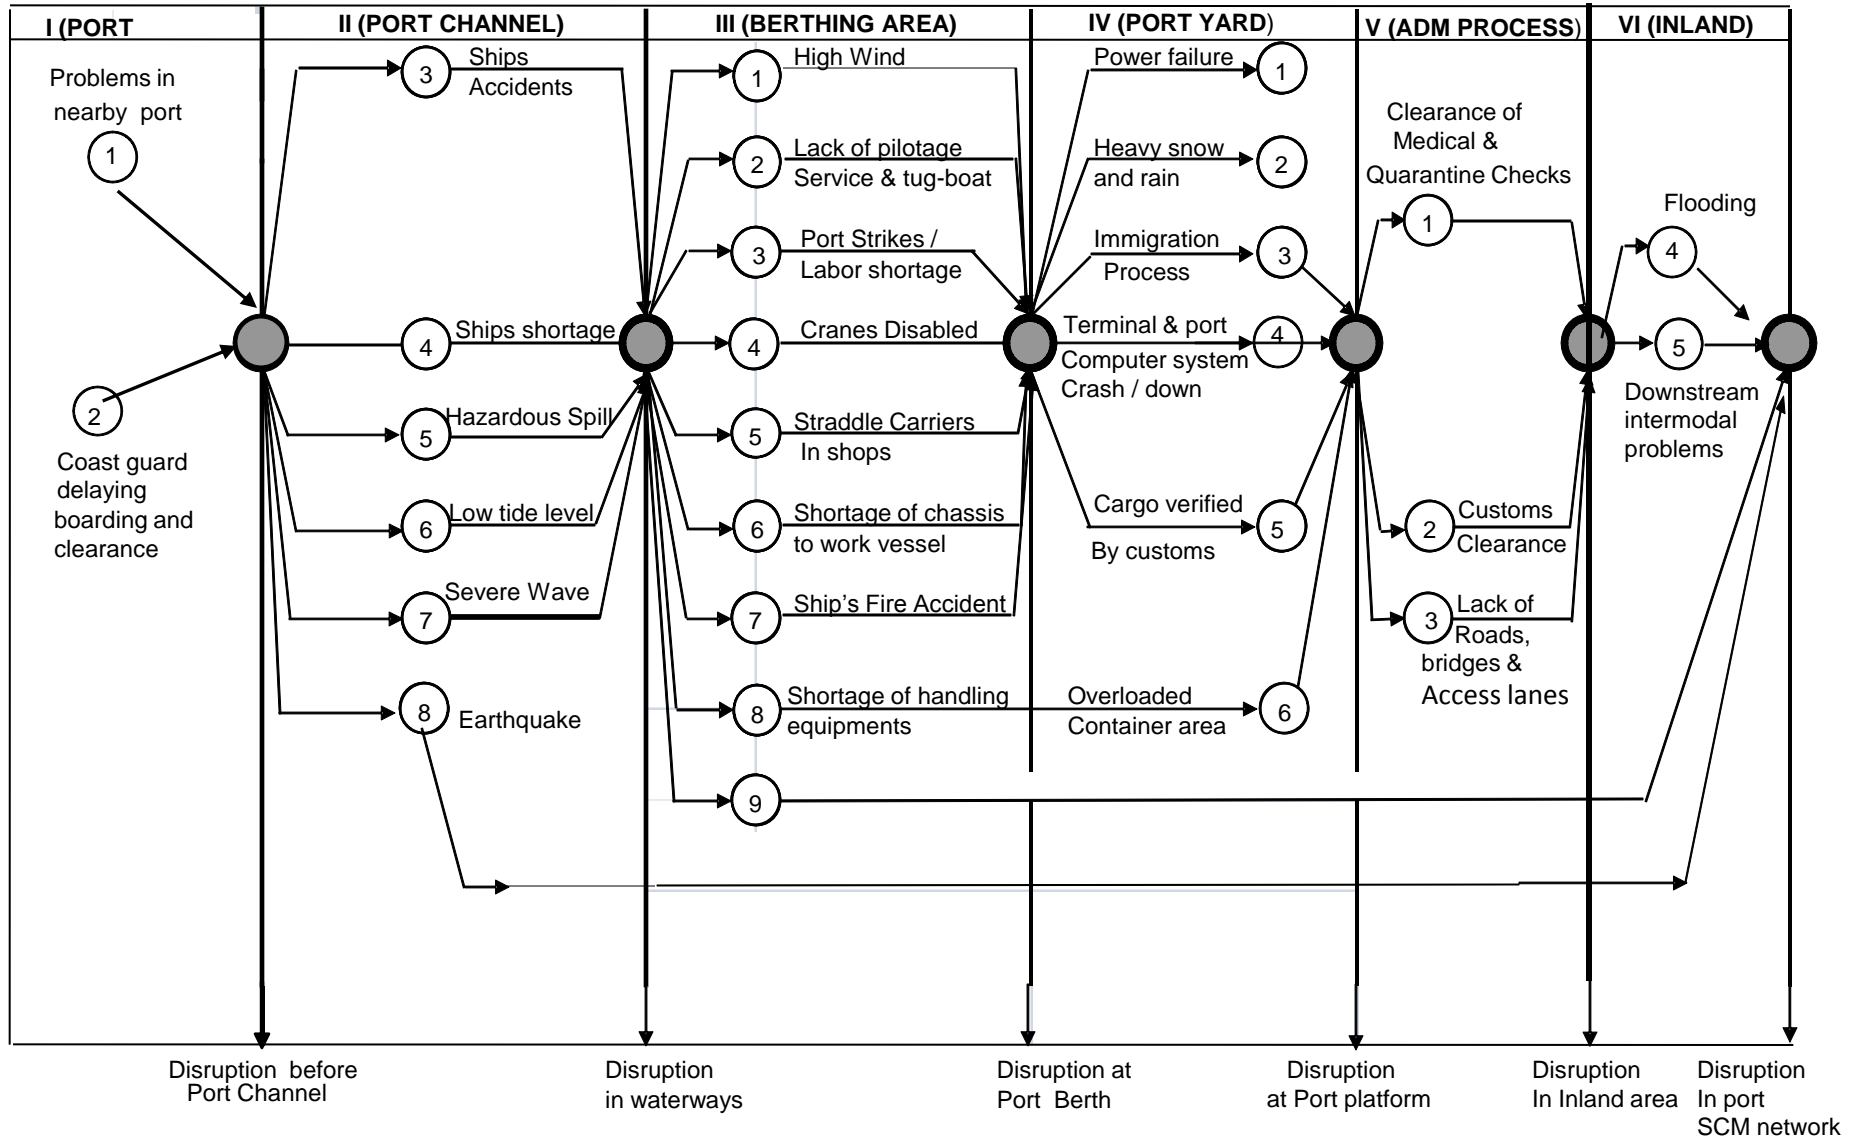 I (PORT
II (PORT CHANNEL)
III (BERTHING AREA)
IV (PORT YARD)
V (ADM PROCESS)
VI (INLAND)
Problems in
nearby port
1
2
Coast guard
delaying
boarding and
clearance
3
Ships
Accidents
4
Ships shortage
5
Hazardous Spill
6
Low tide level
7
Severe Wave
8
Earthquake
1
High Wind
2
Lack of pilotage
Service & tug-boat
3
Port Strikes /
Labor shortage
4
Cranes Disabled
5
Straddle Carriers
In shops
6
Shortage of chassis
to work vessel
7
Ship's Fire Accident
8
Shortage of handling
equipments
9
Power failure
1
Heavy snow
and rain
2
Immigration
Process
3
Terminal & port
Computer system
Crash / down
4
Cargo verified
By customs
5
Overloaded
Container area
6
Clearance of
Medical &
Quarantine Checks
1
2
Customs
Clearance
3
Lack of
Roads,
bridges &
Access lanes
Flooding
4
5
Downstream
intermodal
problems
Disruption before
Port Channel
Disruption
in waterways
Disruption at
Port Berth
Disruption
at Port platform
Disruption
In Inland area
Disruption
In port
SCM network